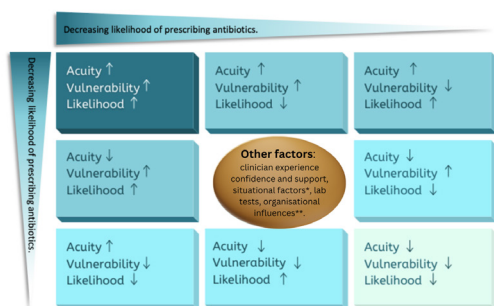 Decreasing likelihood of prescribing antibiotics.
Decreasing likelihood of prescribing antibiotics.
Acuity ↑
Vulnerability ↑
Likelihood ↑
Acuity ↑
Vulnerability ↑
Likelihood ↓
Acuity ↑
Vulnerability ↓
Likelihood ↑
Acuity ↓
Vulnerability ↑
Likelihood ↑
Other factors:
clinician experience
confidence and support,
situational factors*, lab
tests, organisational
influences**.
Acuity ↓
Vulnerability ↑
Likelihood ↓
Acuity ↑
Vulnerability ↓
Likelihood ↓
Acuity ↓
Vulnerability ↓
Likelihood ↑
Acuity ↓
Vulnerability ↓
Likelihood ↓